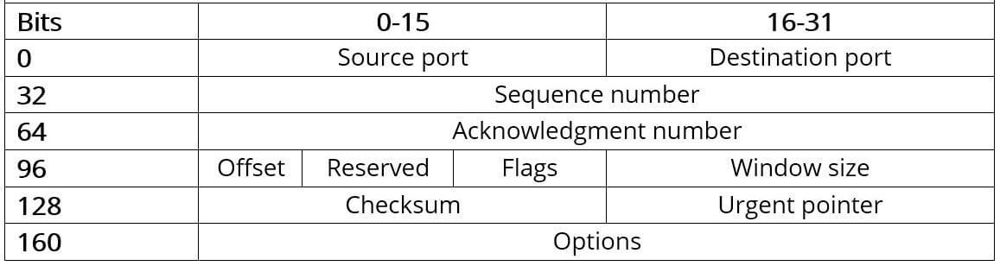 Bits 0-15 16-31
0 Source port Destination port
32 Sequence number
64 Acknowledgment number
96 Offset Reserved Flags Window size
128 Checksum Urgent pointer
160 Options